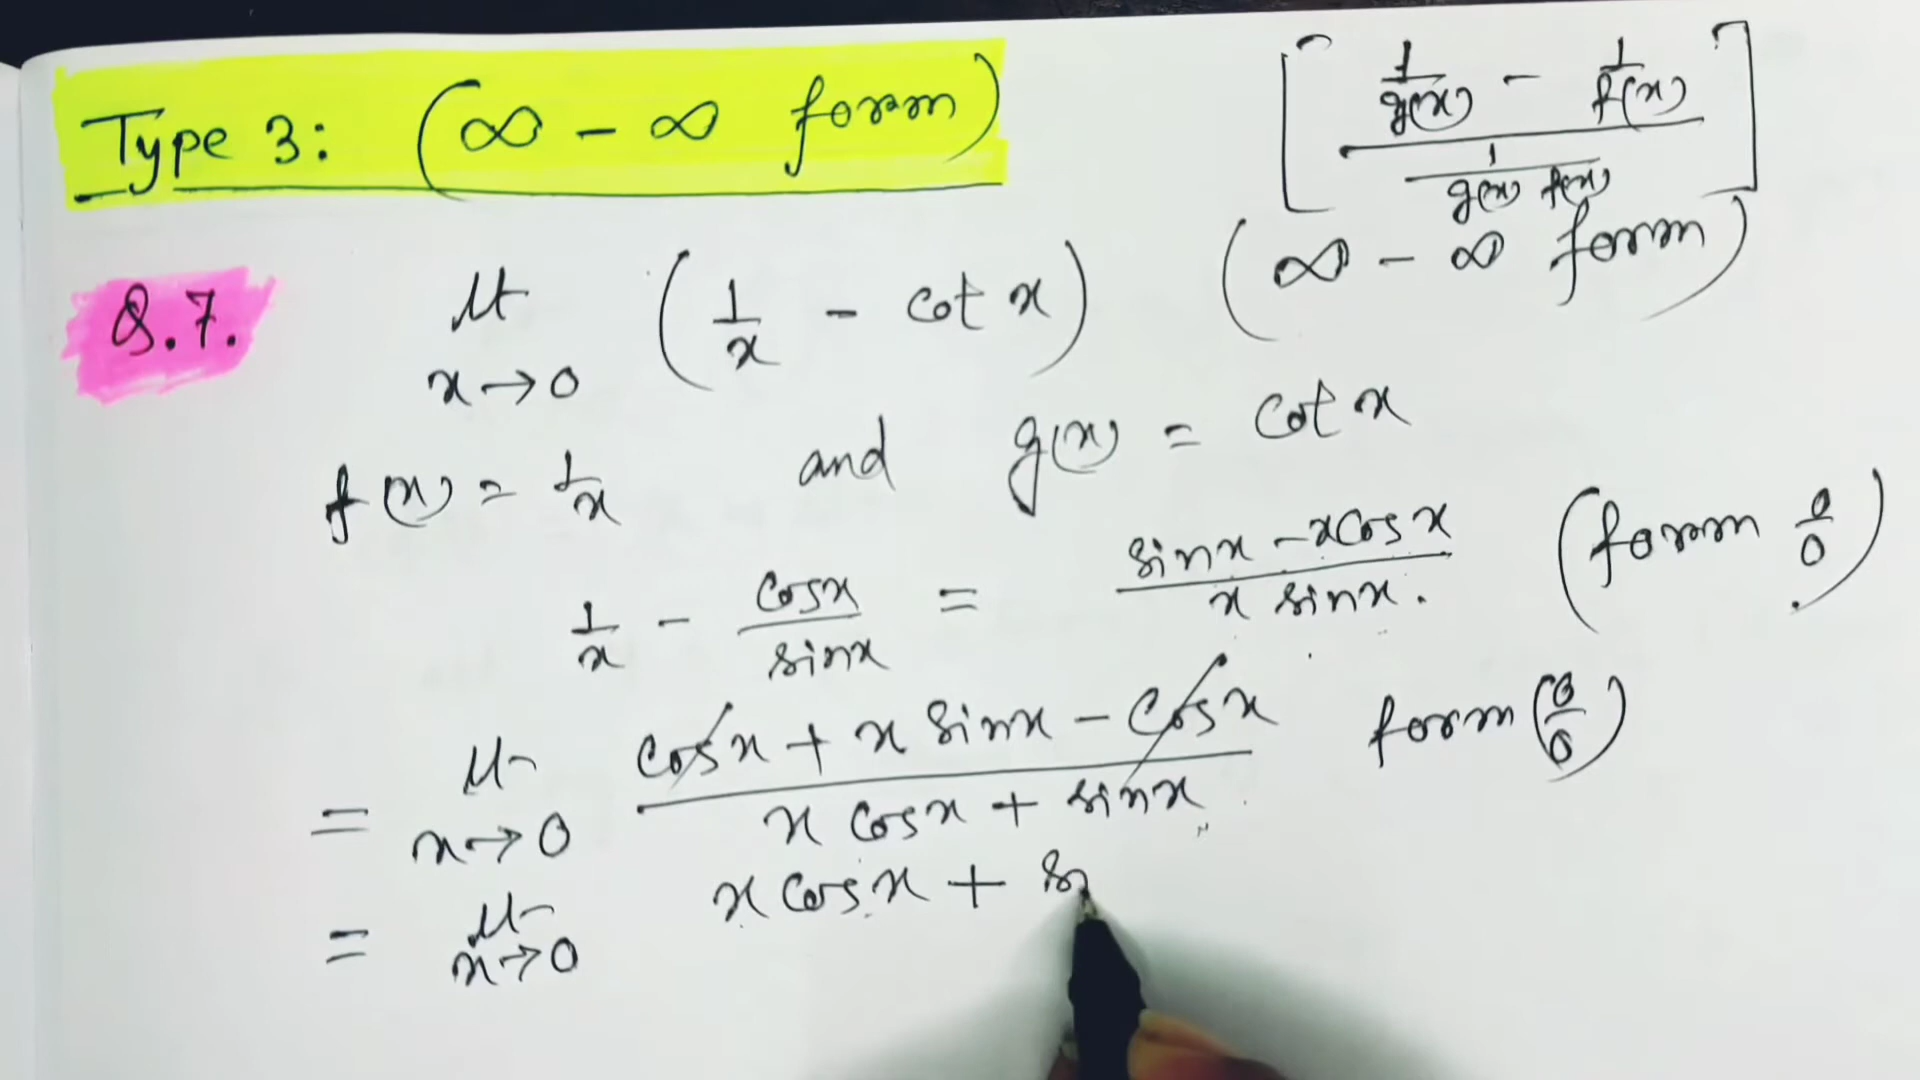 Type 3: (∞ - ∞ form)
[(1/g(x) - 1/f(x)) / (1/(g(x) f(x)))]
Q.7. lt x→0 (1/x - cot x) (∞ - ∞ form)
f(x) = 1/x and g(x) = cot x
1/x - cosx/sinx = (sinx - xcosx)/(x sinx). (form 0/0)
= lt x→0 (cosx + x sinx - cosx)/(x cosx + sinx) form (0/0)
= lt x→0 x cosx + si